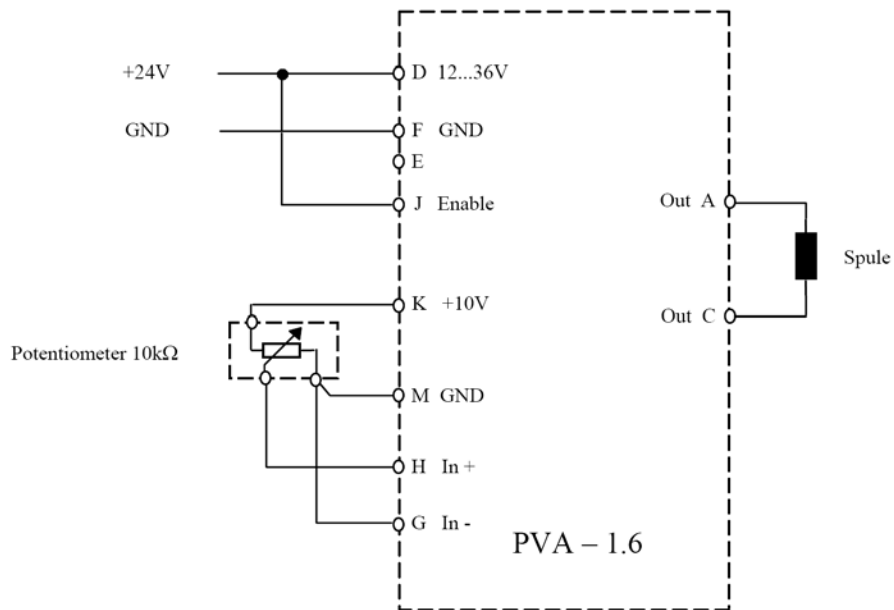 +24V
D 12...36V
GND
F GND
E
J Enable
Out A
Spule
K +10V
Out C
Potentiometer 10kΩ
M GND
H In +
G In -
PVA – 1.6